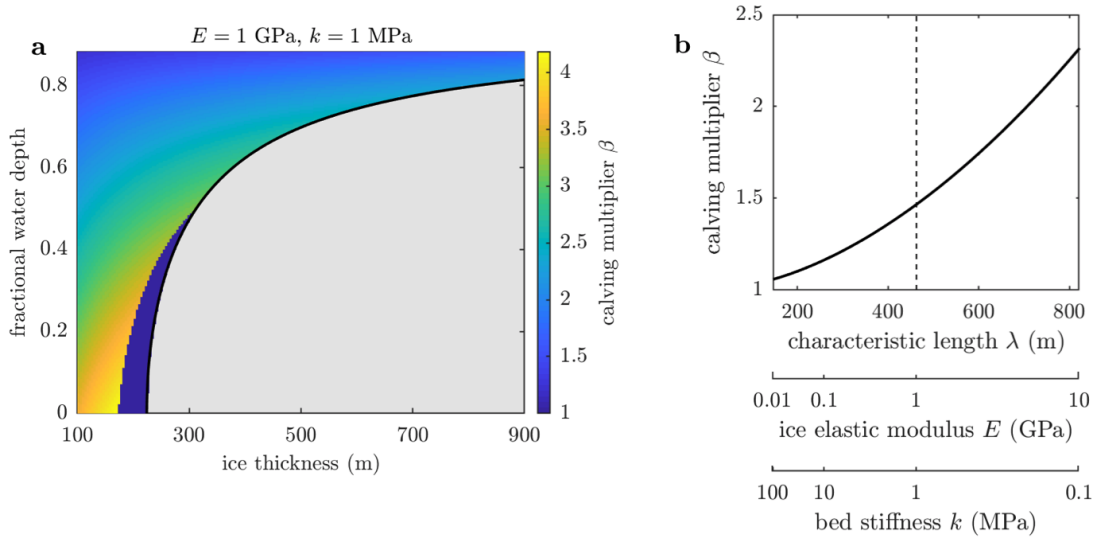 a
E = 1 GPa, k = 1 MPa
fractional water depth
0.8
0.6
0.4
0.2
0
100 300 500 700 900
ice thickness (m)
4
3.5
3
2.5
2
1.5
1
calving multiplier β
b
calving multiplier β
2.5
2
1.5
1
200 400 600 800
characteristic length λ (m)
0.01 0.1 1 10
ice elastic modulus E (GPa)
100 10 1 0.1
bed stiffness k (MPa)